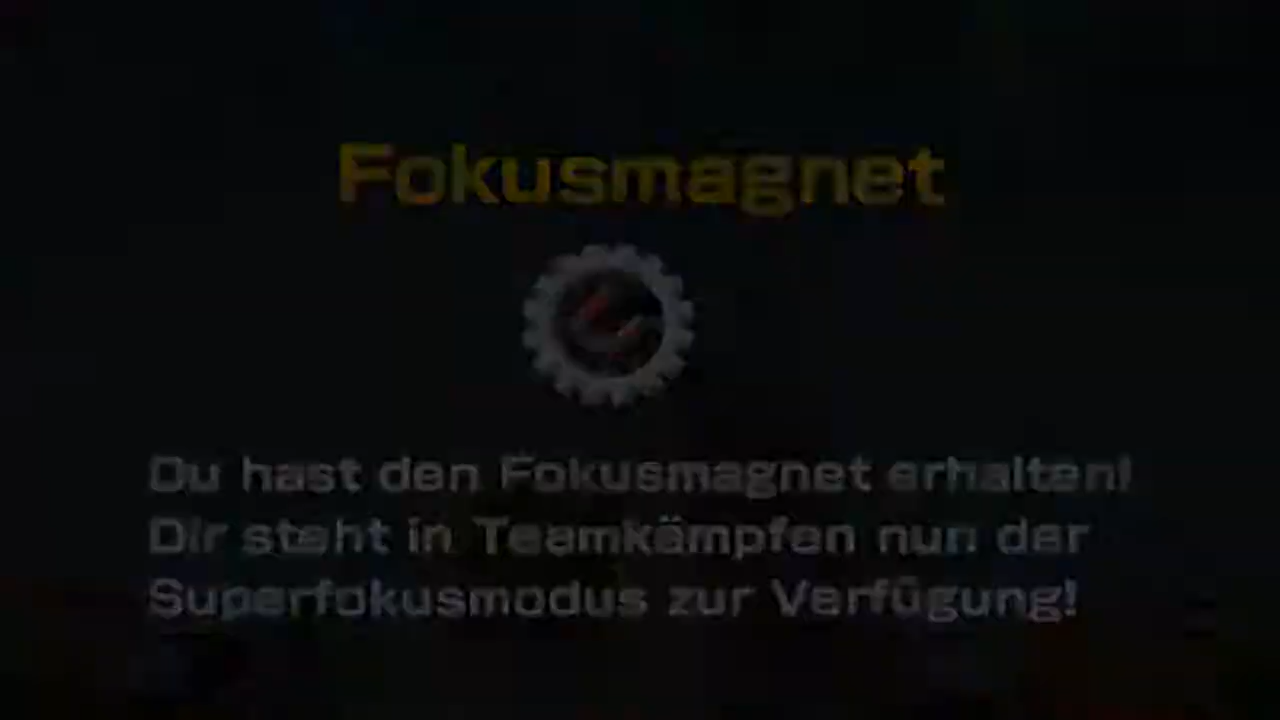 Fokusmagnet
Du hast den Fokusmagnet erhalten!
Dir steht in Teamkämpfen nun der
Superfokusmodus zur Verfügung!